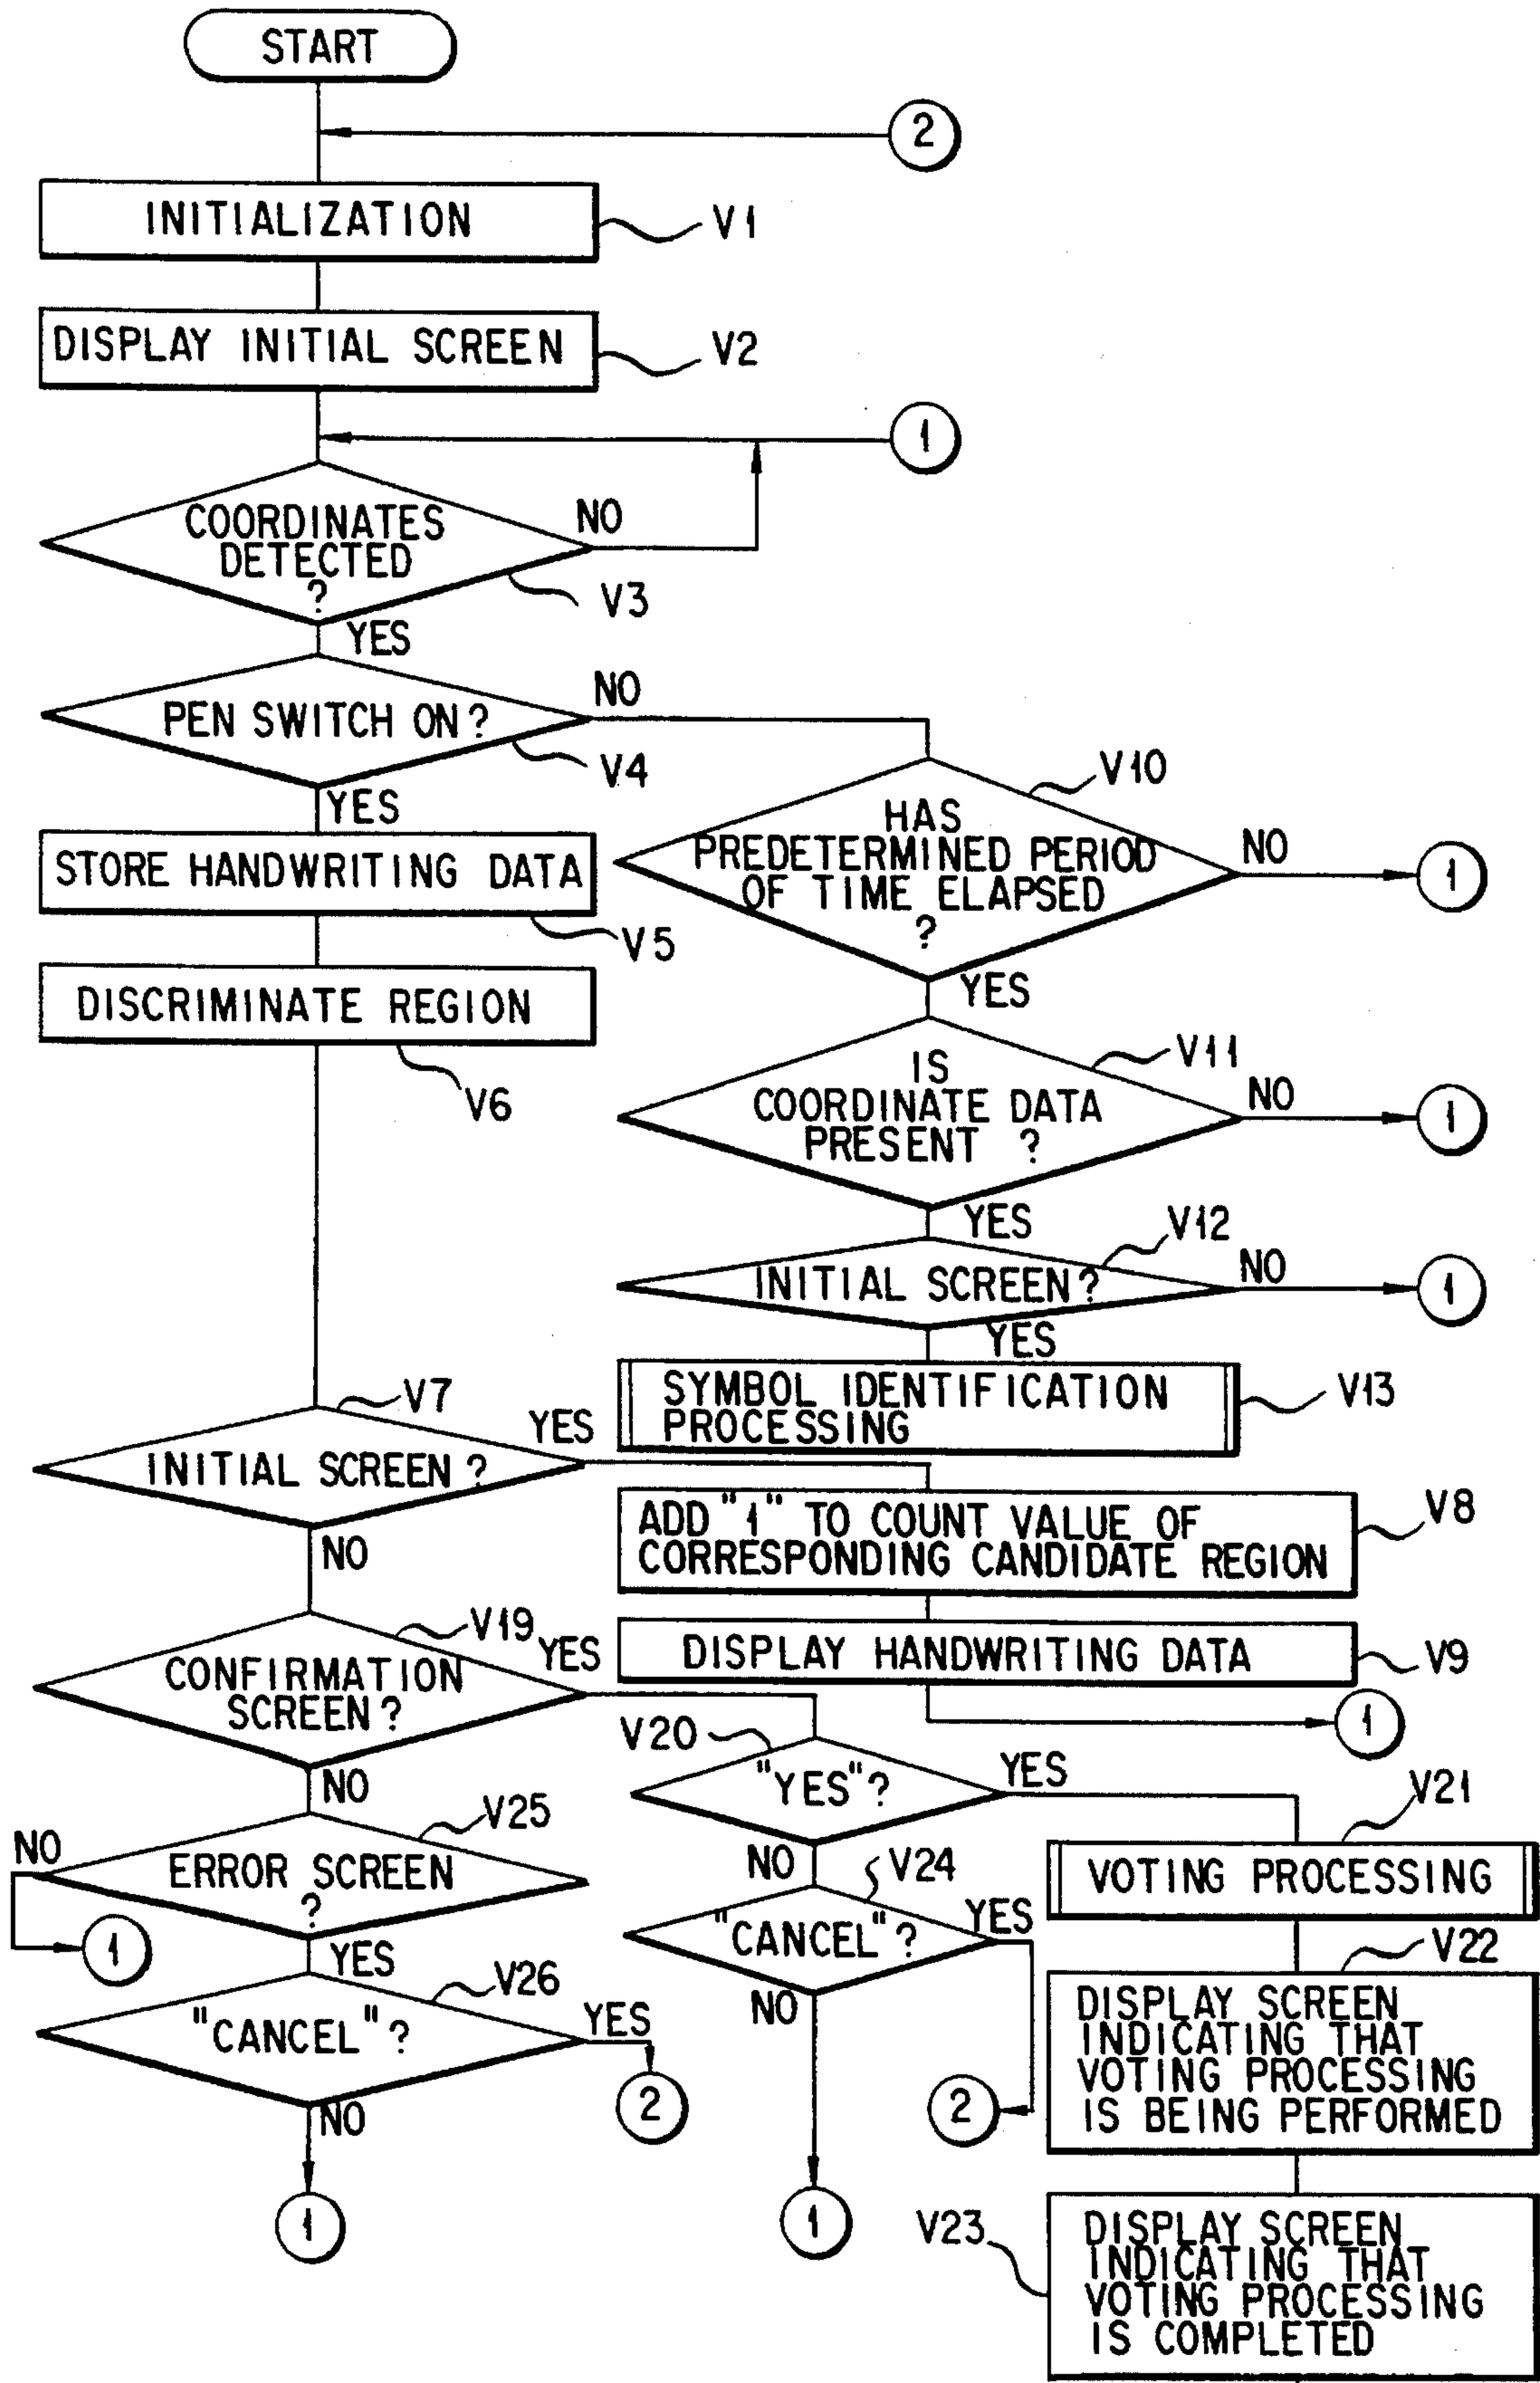 START
2
INITIALIZATION
V1
DISPLAY INITIAL SCREEN
V2
1
COORDINATES
DETECTED
?
NO
V3
YES
PEN SWITCH ON?
NO
V4
YES
V10
HAS
PREDETERMINED PERIOD
OF TIME ELAPSED
?
NO
1
YES
STORE HANDWRITING DATA
V5
DISCRIMINATE REGION
V6
V11
IS
COORDINATE DATA
PRESENT ?
NO
1
YES
V12
INITIAL SCREEN?
NO
1
YES
SYMBOL IDENTIFICATION
PROCESSING
V13
V7
INITIAL SCREEN?
YES
NO
ADD "1" TO COUNT VALUE OF
CORRESPONDING CANDIDATE REGION
V8
DISPLAY HANDWRITING DATA
V9
1
V19
CONFIRMATION
SCREEN?
YES
NO
V20
"YES"?
YES
NO
V21
VOTING PROCESSING
V25
ERROR SCREEN
?
NO
1
YES
V24
"CANCEL"?
YES
2
NO
1
V22
DISPLAY SCREEN
INDICATING THAT
VOTING PROCESSING
IS BEING PERFORMED
V26
"CANCEL"?
YES
2
NO
1
V23
DISPLAY SCREEN
INDICATING THAT
VOTING PROCESSING
IS COMPLETED